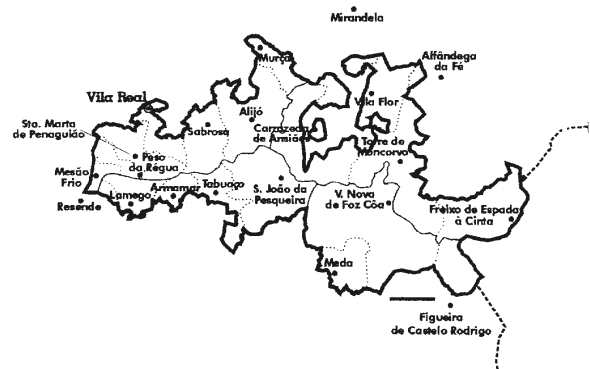 Mirandela
Murça
Alfândega
da Fé
Vila Real
Vila Flor
Alijó
Sta. Marta
de Penaguião
Sabrosa
Carrazeda
de Ansiães
Torre de
Moncorvo
Peso
da Régua
Mesão
Frio
Resende
Lamego
Armamar
Tabuaço
S. João da
Pesqueira
V. Nova
de Foz Côa
Freixo de Espada
à Cinta
Meda
Figueira
de Castelo Rodrigo